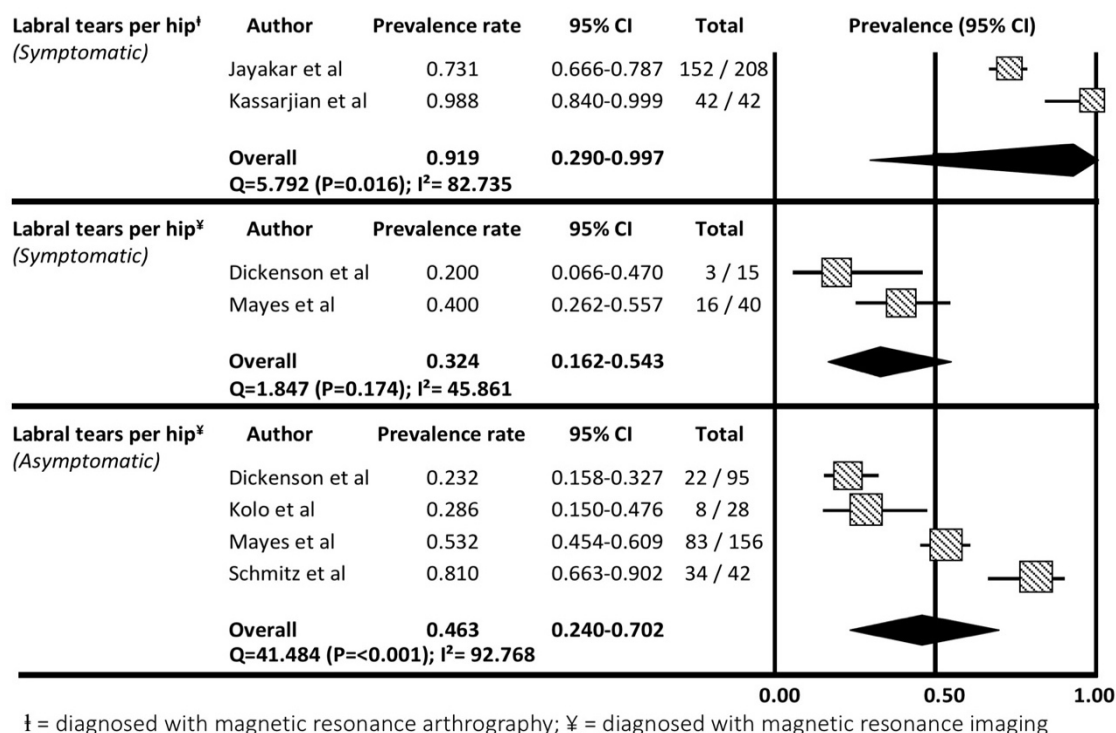 Labral tears per hipƚ Author Prevalence rate 95% CI Total Prevalence (95% CI)
(Symptomatic)
Jayakar et al 0.731 0.666-0.787 152 / 208
Kassarjian et al 0.988 0.840-0.999 42 / 42
Overall 0.919 0.290-0.997
Q=5.792 (P=0.016); I²= 82.735
Labral tears per hip¥ Author Prevalence rate 95% CI Total
(Symptomatic)
Dickenson et al 0.200 0.066-0.470 3 / 15
Mayes et al 0.400 0.262-0.557 16 / 40
Overall 0.324 0.162-0.543
Q=1.847 (P=0.174); I²= 45.861
Labral tears per hip¥ Author Prevalence rate 95% CI Total
(Asymptomatic)
Dickenson et al 0.232 0.158-0.327 22 / 95
Kolo et al 0.286 0.150-0.476 8 / 28
Mayes et al 0.532 0.454-0.609 83 / 156
Schmitz et al 0.810 0.663-0.902 34 / 42
Overall 0.463 0.240-0.702
Q=41.484 (P=<0.001); I²= 92.768
0.00 0.50 1.00
ƚ = diagnosed with magnetic resonance arthrography; ¥ = diagnosed with magnetic resonance imaging